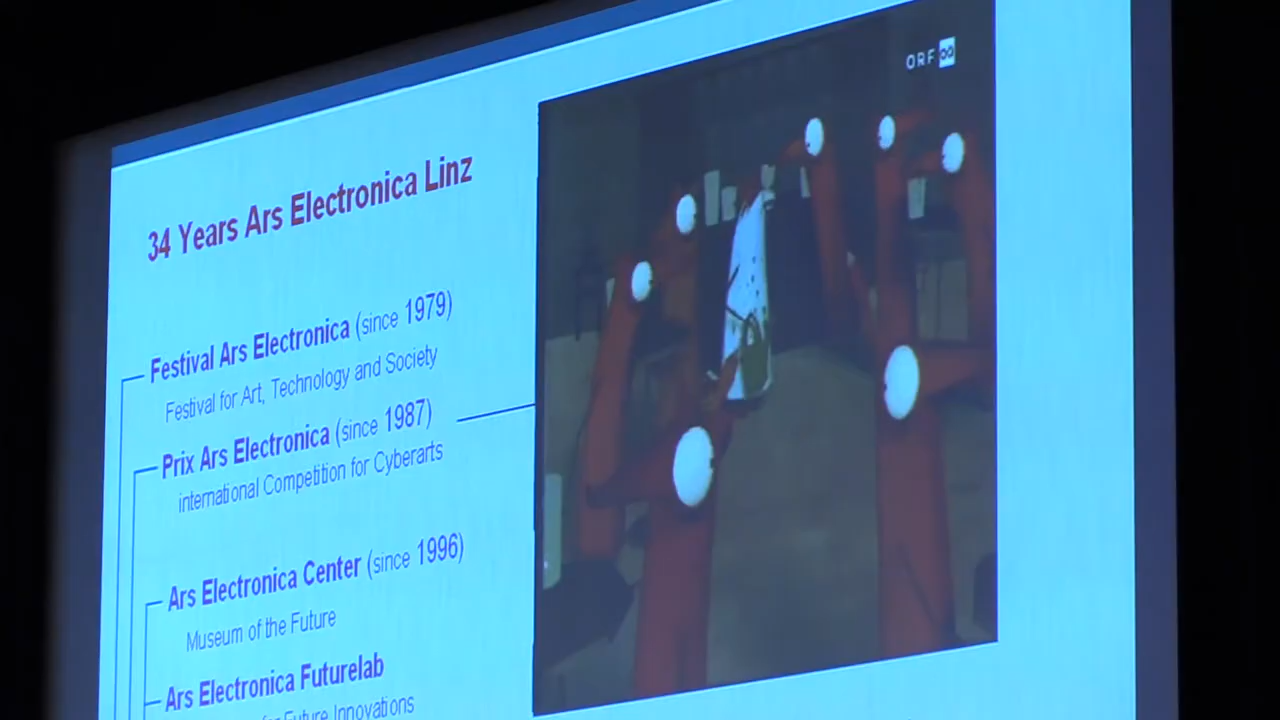 ORF
34 Years Ars Electronica Linz
Festival Ars Electronica (since 1979)
Festival for Art, Technology and Society
Prix Ars Electronica (since 1987)
international Competition for Cyberarts
Ars Electronica Center (since 1996)
Museum of the Future
Ars Electronica Futurelab
for Future Innovations